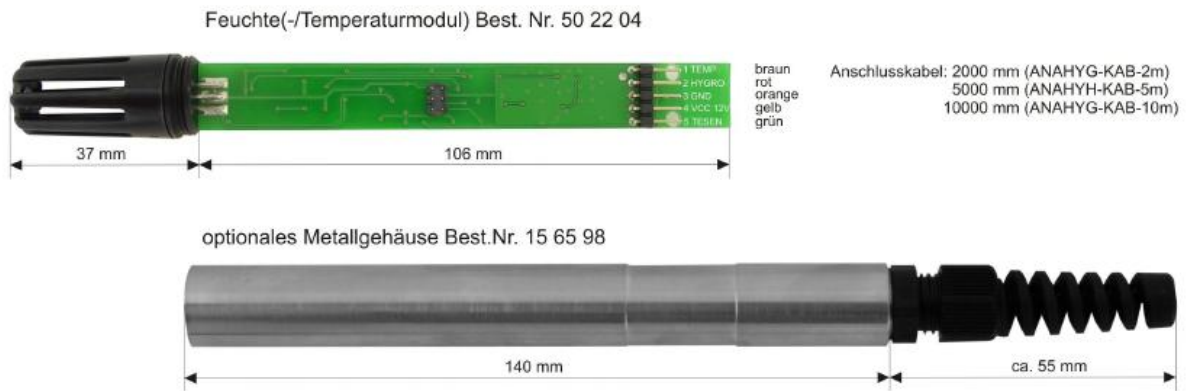 Feuchte(-/Temperaturmodul) Best. Nr. 50 22 04
1 TEMP
2 HYGRO
3 GND
4 VCC 12V
5 TESEN
braun
rot
orange
gelb
grün
Anschlusskabel: 2000 mm (ANAHYG-KAB-2m)
5000 mm (ANAHYH-KAB-5m)
10000 mm (ANAHYG-KAB-10m)
37 mm
106 mm
optionales Metallgehäuse Best.Nr. 15 65 98
140 mm
ca. 55 mm